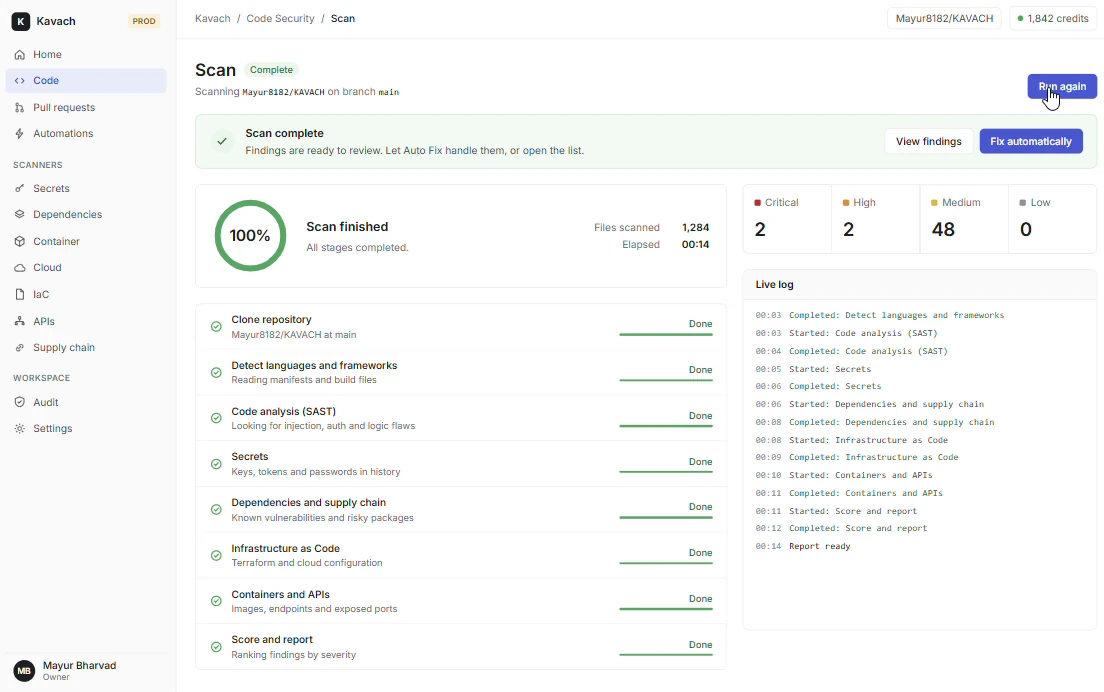 K Kavach PROD
Home
Code
Pull requests
Automations
SCANNERS
Secrets
Dependencies
Container
Cloud
IaC
APIs
Supply chain
WORKSPACE
Audit
Settings
MB Mayur Bharvad
Owner
Kavach / Code Security / Scan
Mayur8182/KAVACH 1,842 credits
Scan Complete
Scanning Mayur8182/KAVACH on branch main
Run again
Scan complete
Findings are ready to review. Let Auto Fix handle them, or open the list.
View findings Fix automatically
100%
Scan finished
All stages completed.
Files scanned 1,284
Elapsed 00:14
Clone repository
Mayur8182/KAVACH at main
Done
Detect languages and frameworks
Reading manifests and build files
Done
Code analysis (SAST)
Looking for injection, auth and logic flaws
Done
Secrets
Keys, tokens and passwords in history
Done
Dependencies and supply chain
Known vulnerabilities and risky packages
Done
Infrastructure as Code
Terraform and cloud configuration
Done
Containers and APIs
Images, endpoints and exposed ports
Done
Score and report
Ranking findings by severity
Done
Critical High Medium Low
2 2 48 0
Live log
00:03 Completed: Detect languages and frameworks
00:03 Started: Code analysis (SAST)
00:04 Completed: Code analysis (SAST)
00:05 Started: Secrets
00:06 Completed: Secrets
00:06 Started: Dependencies and supply chain
00:08 Completed: Dependencies and supply chain
00:08 Started: Infrastructure as Code
00:09 Completed: Infrastructure as Code
00:10 Started: Containers and APIs
00:11 Completed: Containers and APIs
00:11 Started: Score and report
00:12 Completed: Score and report
00:14 Report ready